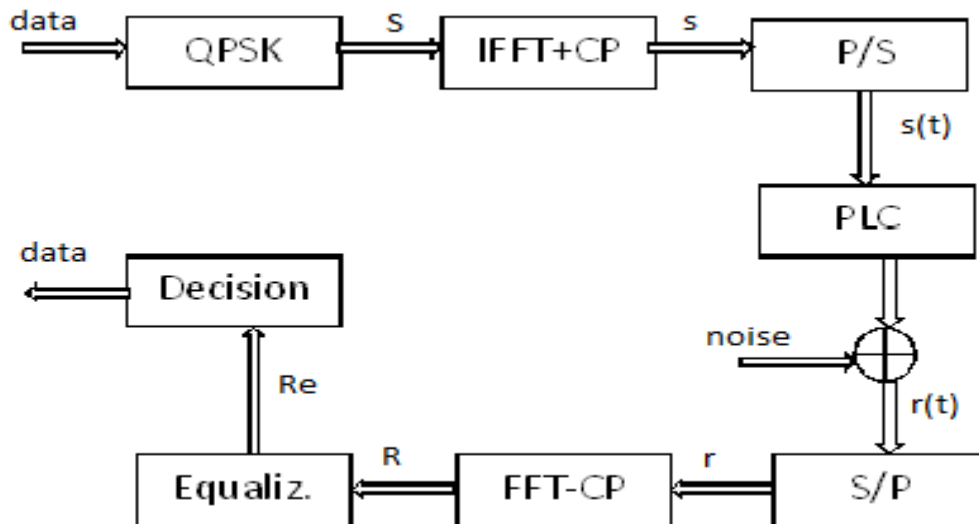 data
QPSK
S
IFFT+CP
s
P/S
s(t)
PLC
noise
r(t)
S/P
r
FFT-CP
R
Equaliz.
Re
Decision
data